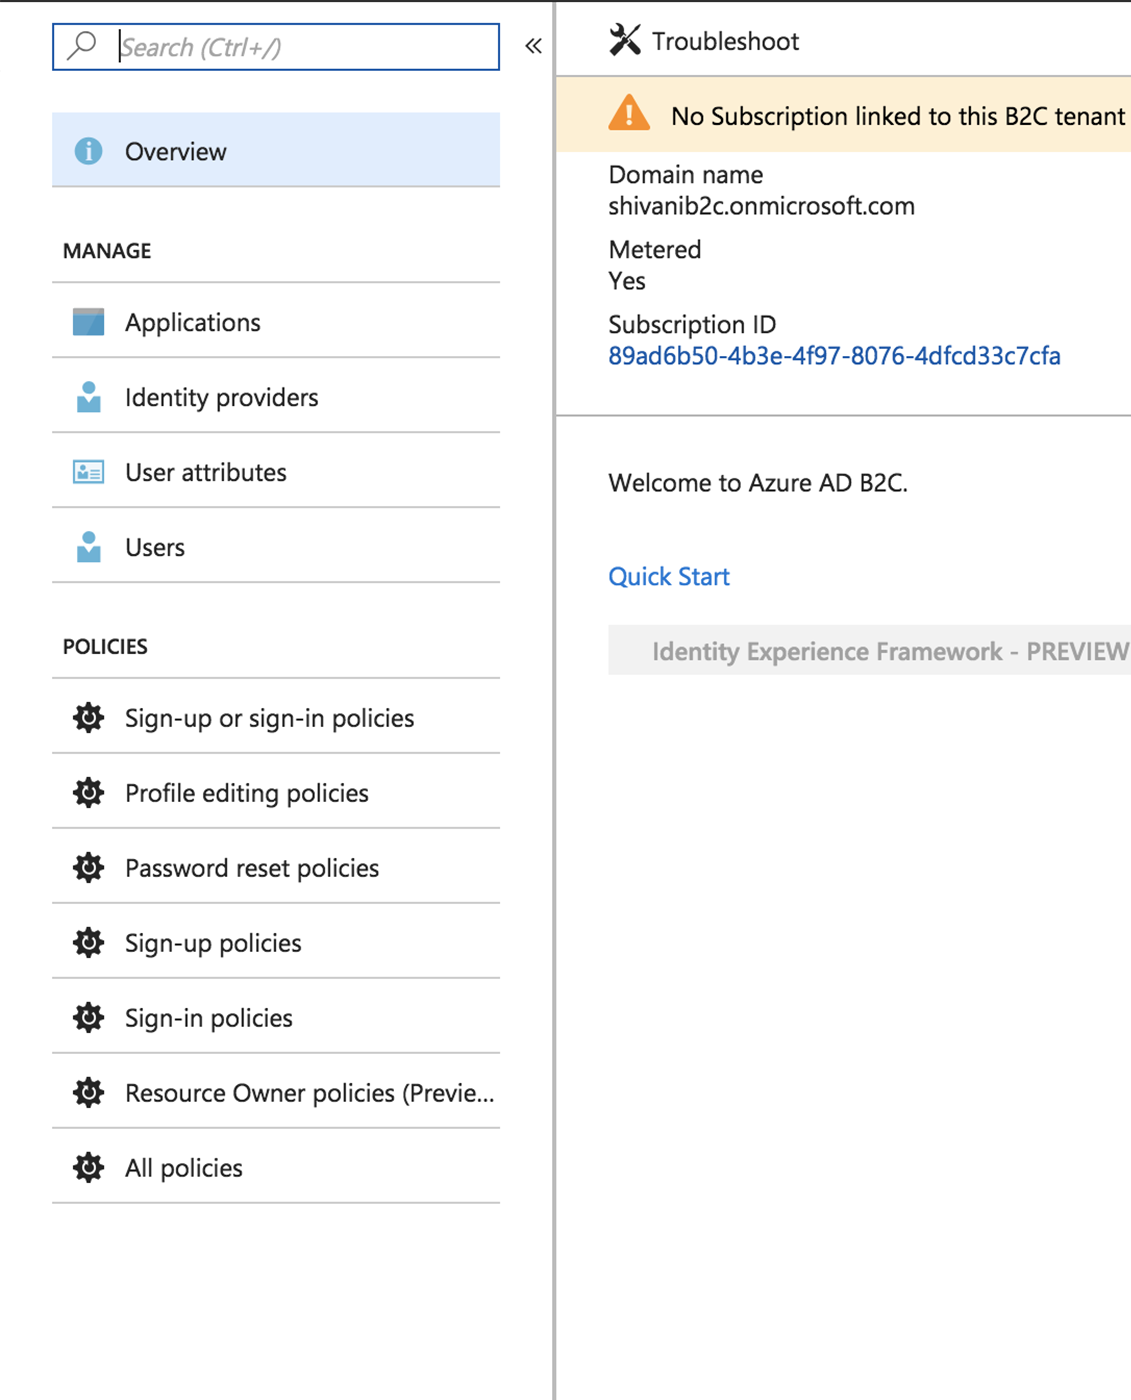 Search (Ctrl+/)
«
Overview
MANAGE
Applications
Identity providers
User attributes
Users
POLICIES
Sign-up or sign-in policies
Profile editing policies
Password reset policies
Sign-up policies
Sign-in policies
Resource Owner policies (Previe...
All policies
Troubleshoot
No Subscription linked to this B2C tenant
Domain name
shivanib2c.onmicrosoft.com
Metered
Yes
Subscription ID
89ad6b50-4b3e-4f97-8076-4dfcd33c7cfa
Welcome to Azure AD B2C.
Quick Start
Identity Experience Framework - PREVIEW